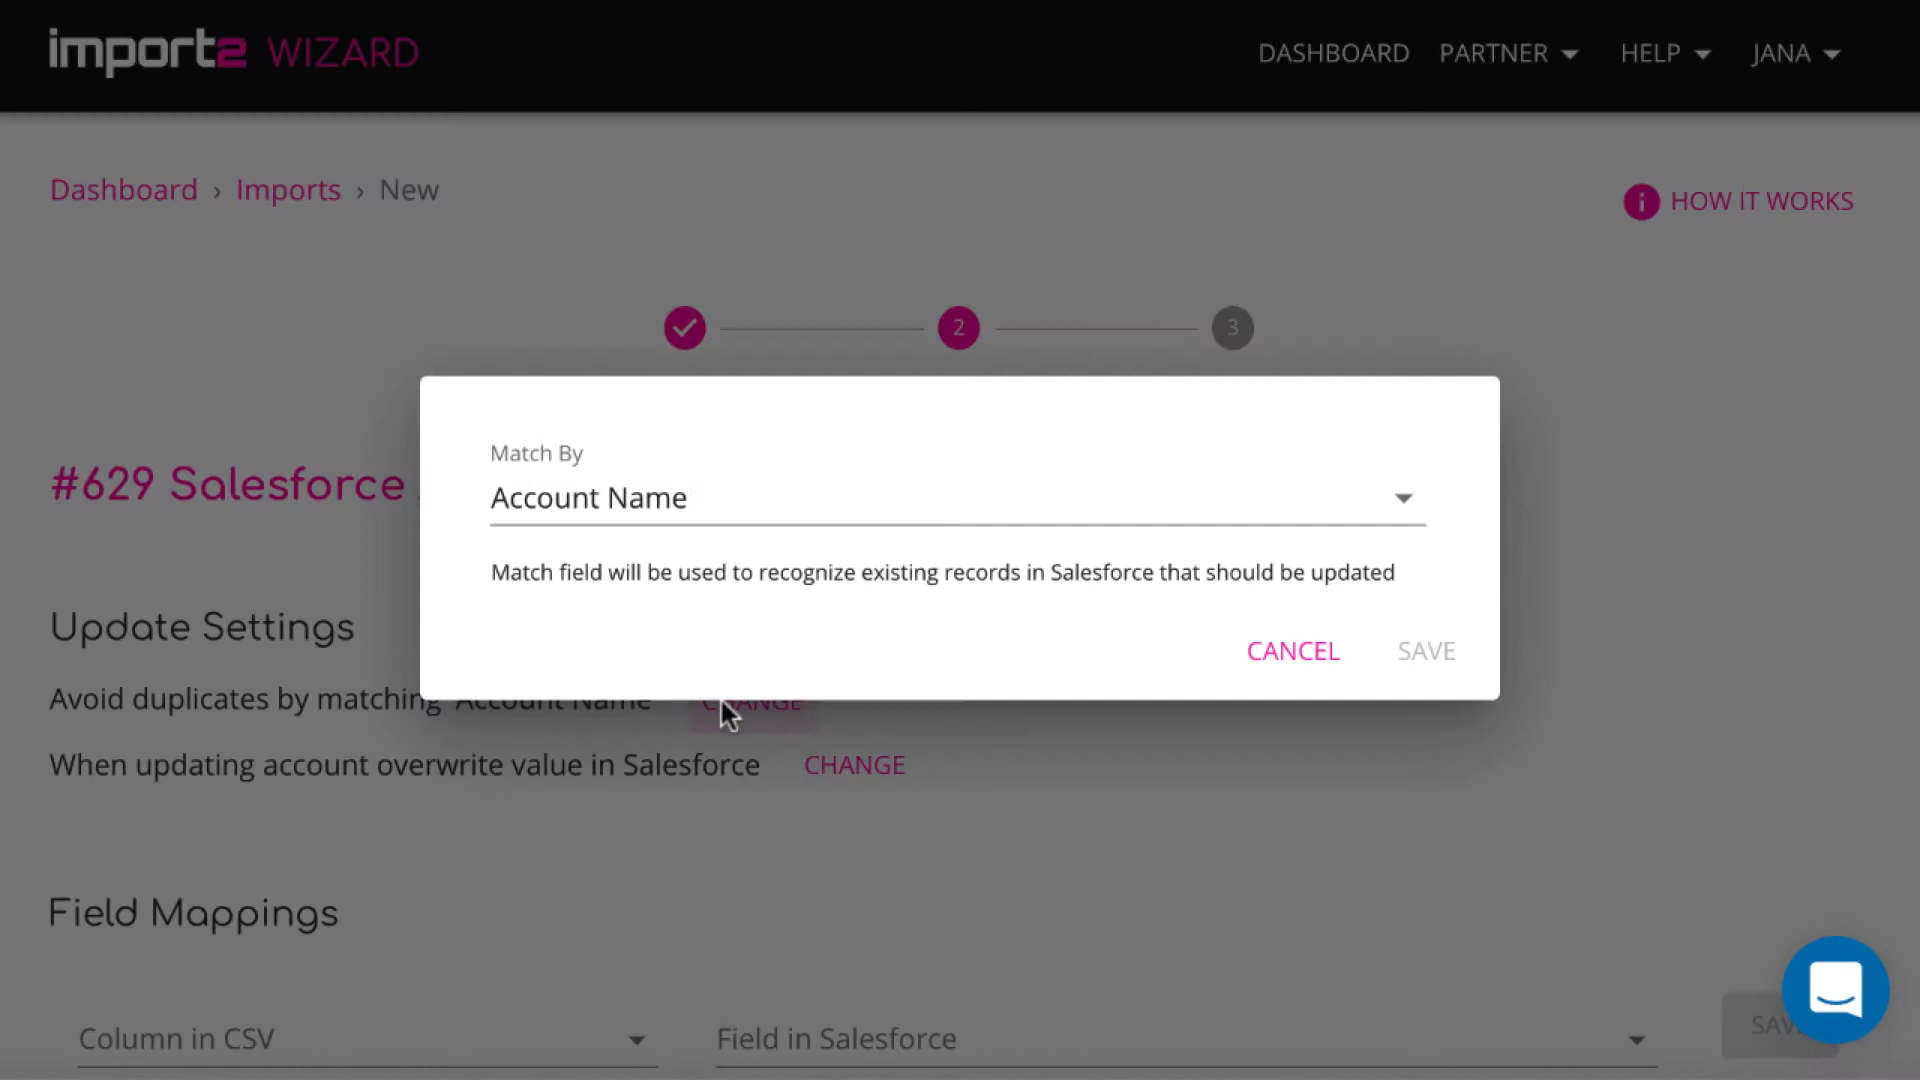 import2 WIZARD
DASHBOARD PARTNER HELP JANA
Dashboard › Imports › New
i HOW IT WORKS
2 3
#629 Salesforce
Match By
Account Name
Match field will be used to recognize existing records in Salesforce that should be updated
CANCEL SAVE
Update Settings
Avoid duplicates by matching Account Name CHANGE
When updating account overwrite value in Salesforce CHANGE
Field Mappings
Column in CSV Field in Salesforce